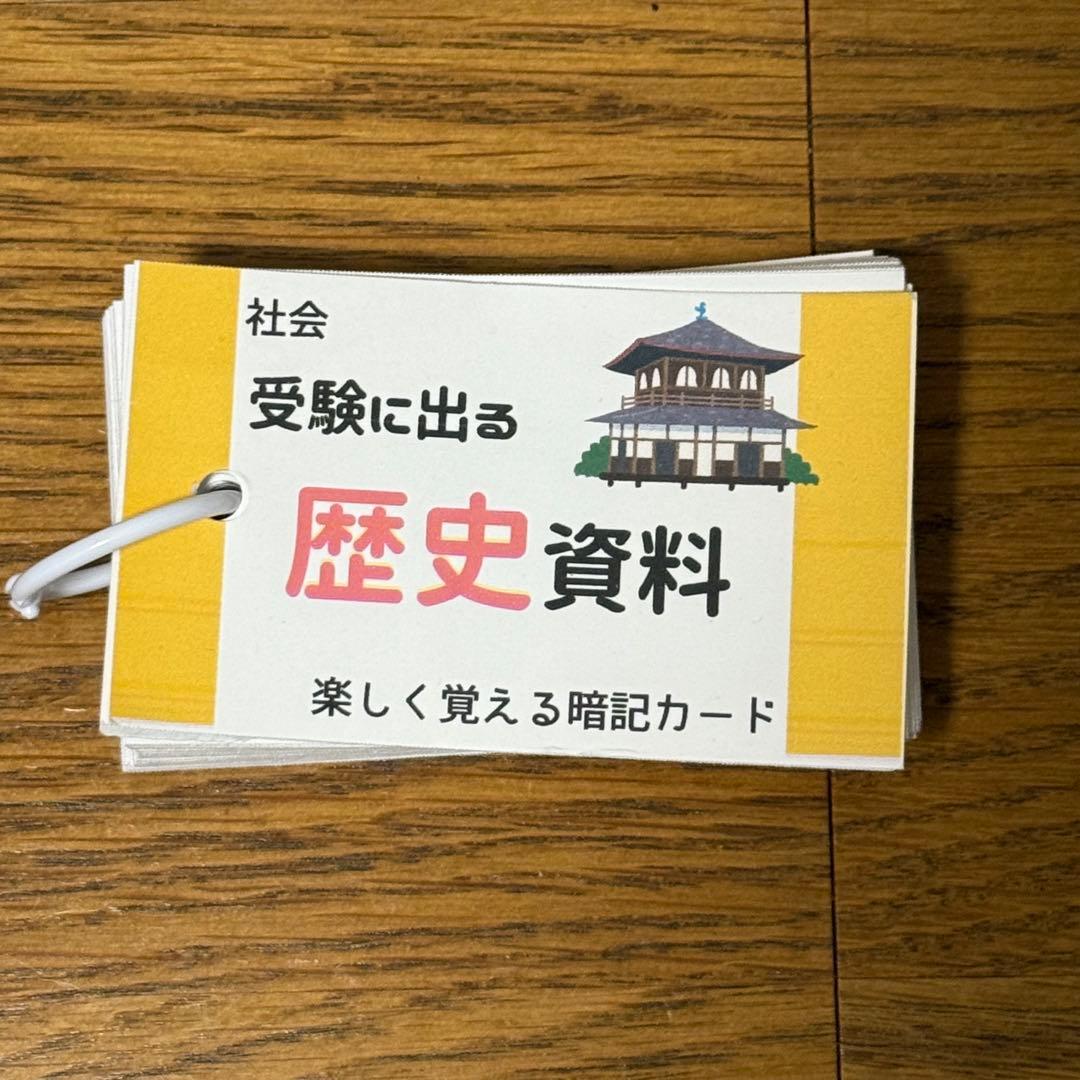 社会
受験に出る
歴史資料
楽しく覚える暗記カード